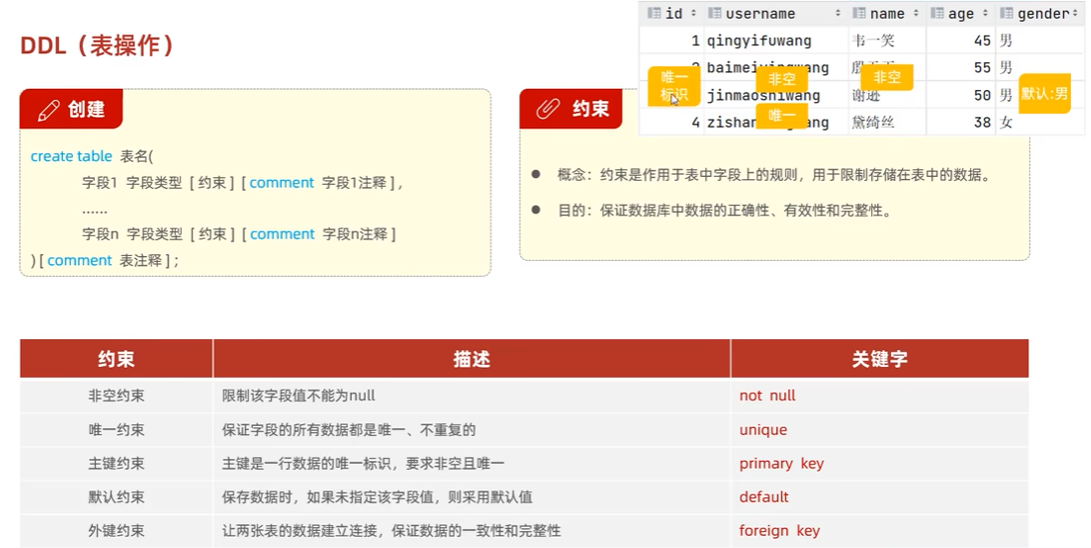 DDL（表操作）
id username name age gender
1 qingyifuwang 韦一笑 45 男
55 男
唯一
标识
非空
非空
默认:男
谢逊 50 男
唯一
4 黛绮丝 38 女
创建
create table 表名(
字段1 字段类型 [ 约束 ] [ comment 字段1注释 ] ,
......
字段n 字段类型 [ 约束 ] [ comment 字段n注释 ]
) [ comment 表注释 ] ;
约束
● 概念：约束是作用于表中字段上的规则，用于限制存储在表中的数据。
● 目的：保证数据库中数据的正确性、有效性和完整性。
约束 描述 关键字
非空约束 限制该字段值不能为null not null
唯一约束 保证字段的所有数据都是唯一、不重复的 unique
主键约束 主键是一行数据的唯一标识，要求非空且唯一 primary key
默认约束 保存数据时，如果未指定该字段值，则采用默认值 default
外键约束 让两张表的数据建立连接，保证数据的一致性和完整性 foreign key